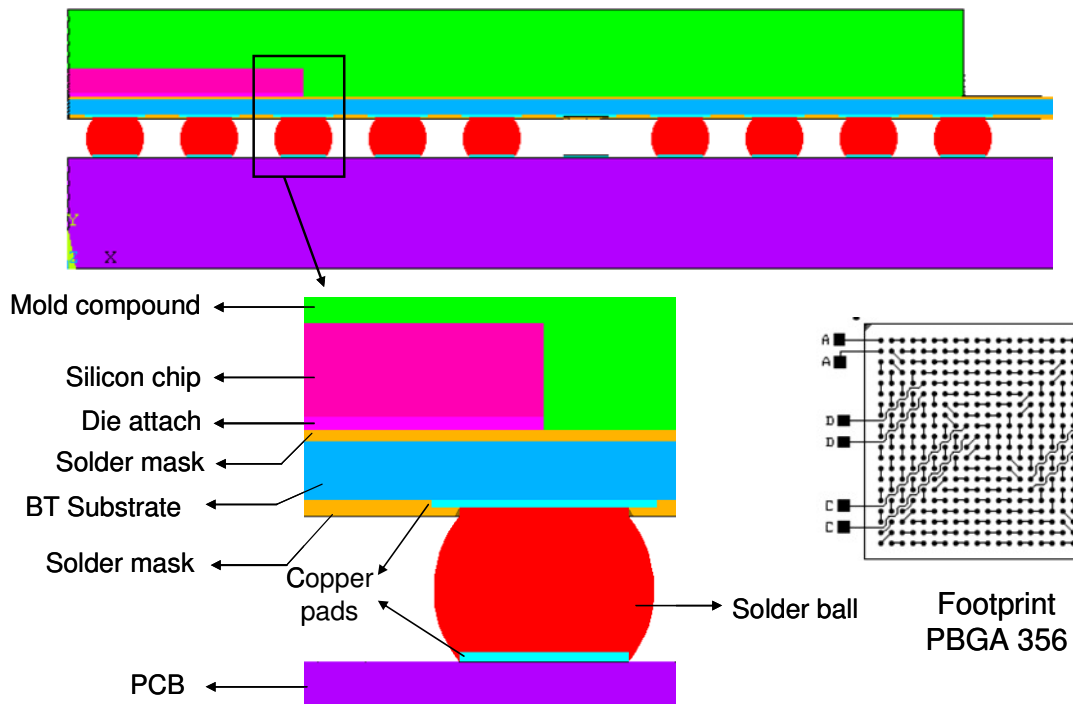 Y
X
Mold compound
Silicon chip
Die attach
Solder mask
BT Substrate
Solder mask
Copper
pads
Solder ball
PCB
A
A
D
D
C
C
Footprint
PBGA 356